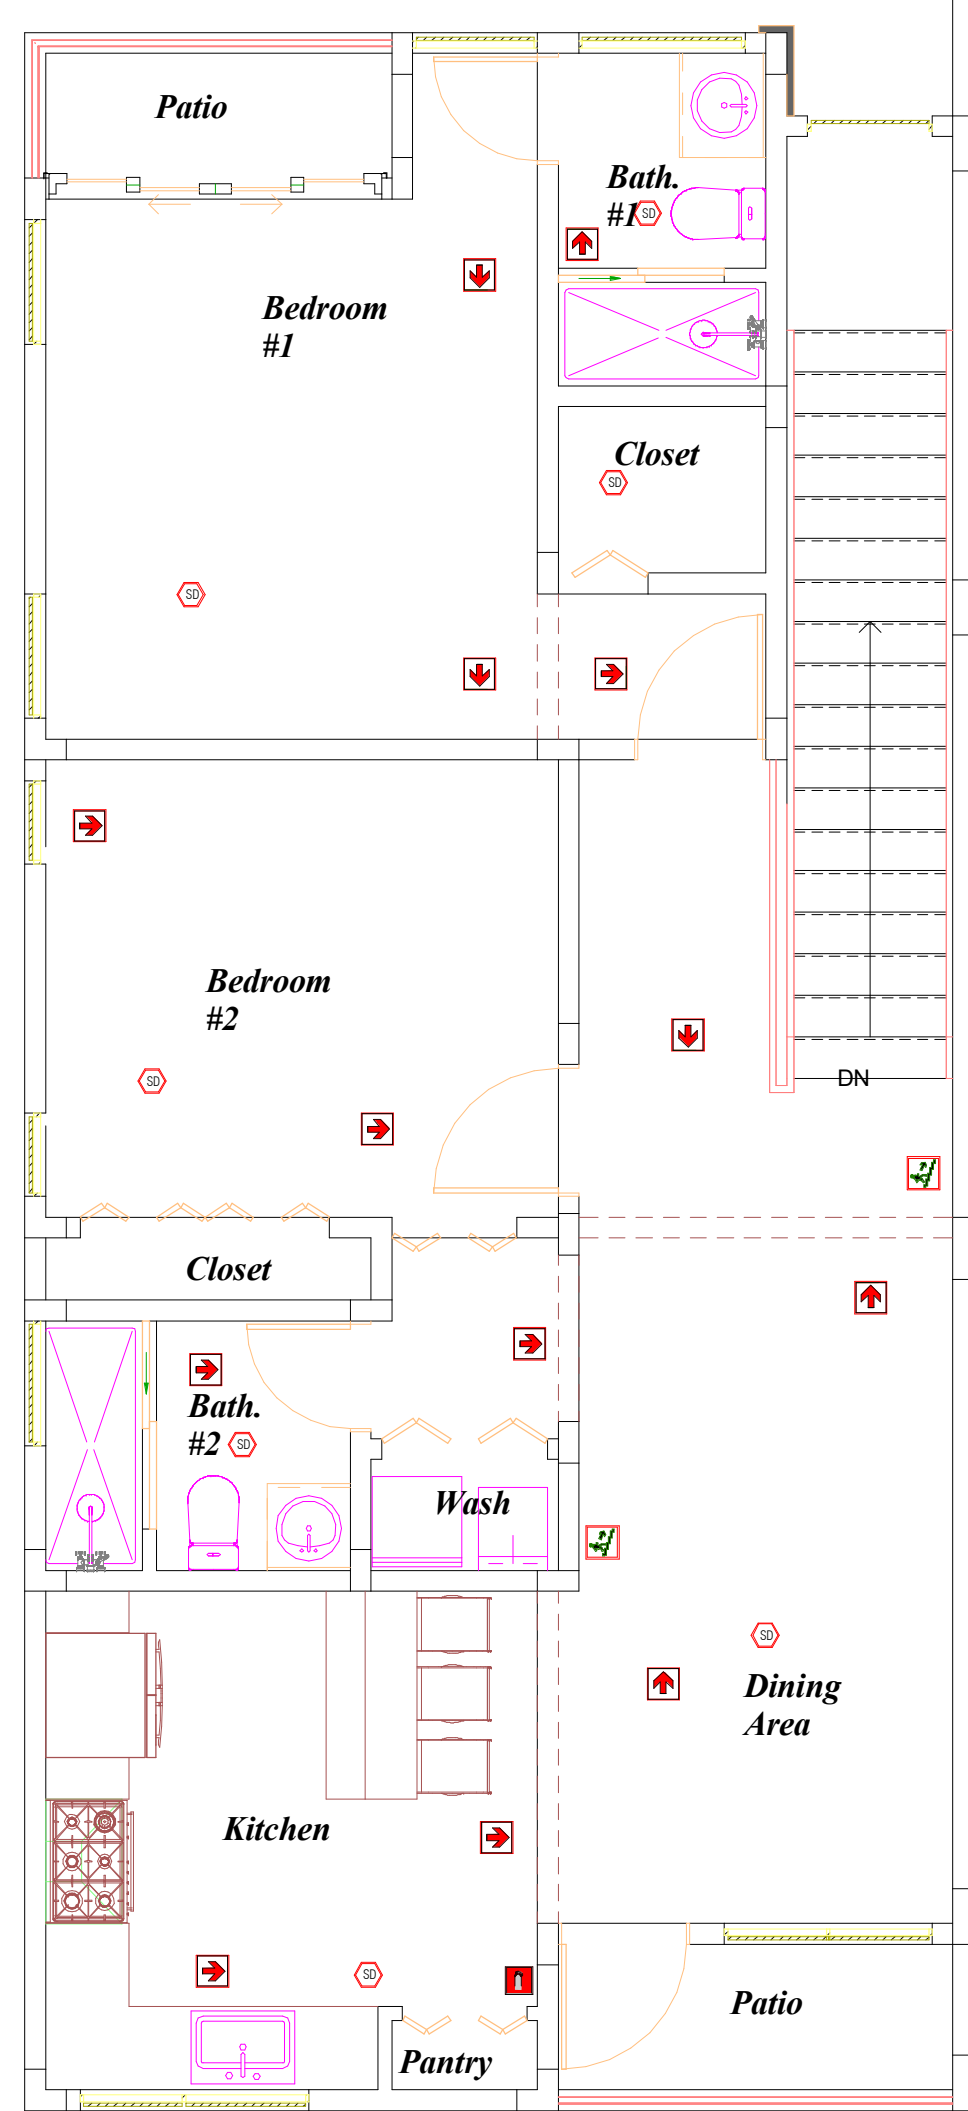 Patio
Bath.
#1
SD
Bedroom
#1
Closet
SD
SD
Bedroom
#2
SD
DN
Closet
Bath.
#2
SD
Wash
SD
Dining
Area
Kitchen
SD
Patio
Pantry